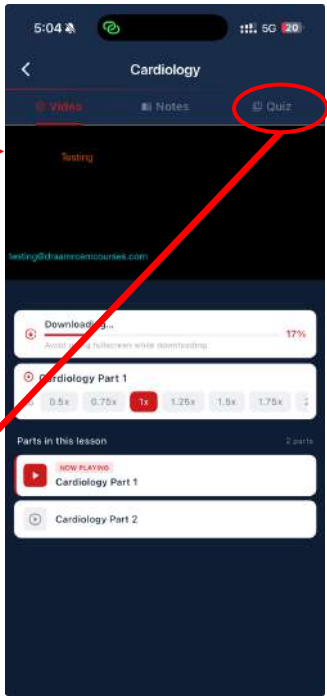 5:04 5G 20
Cardiology
Video Notes Quiz
Testing
Downloading... 17%
Avoid going fullscreen while downloading.
Cardiology Part 1
0.5x 0.75x 1x 1.25x 1.5x 1.75x 2
Parts in this lesson 2 parts
NOW PLAYING
Cardiology Part 1
Cardiology Part 2